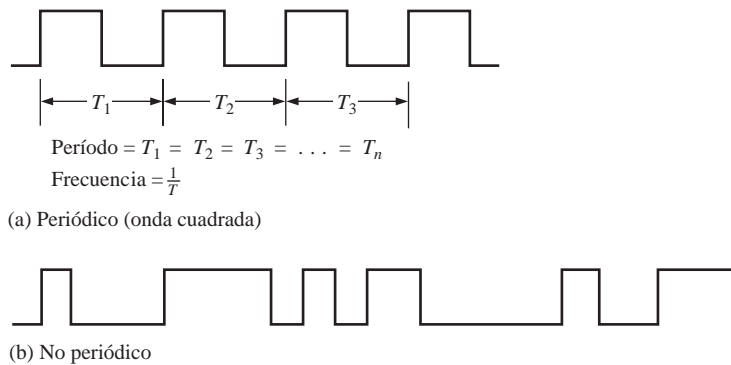 T₁ T₂ T₃
Período = T₁ = T₂ = T₃ = . . . = Tₙ
Frecuencia = 1/T
(a) Periódico (onda cuadrada)
(b) No periódico